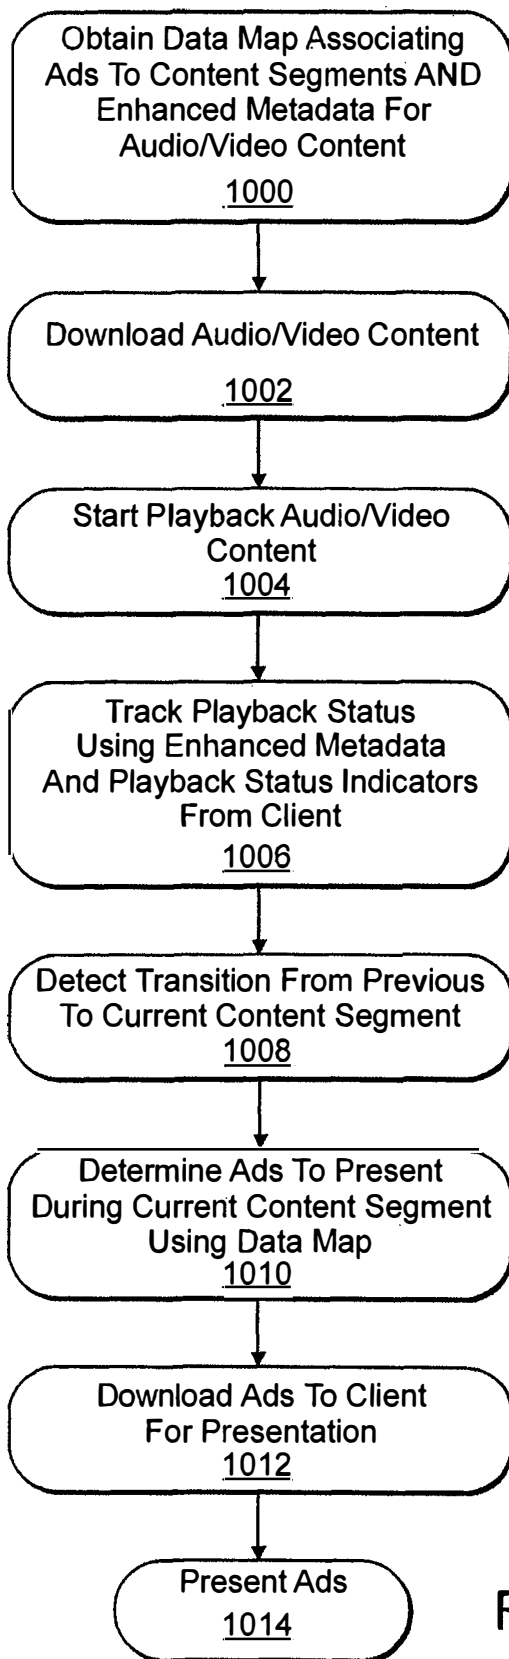 Obtain Data Map Associating
Ads To Content Segments AND
Enhanced Metadata For
Audio/Video Content
1000
Download Audio/Video Content
1002
Start Playback Audio/Video
Content
1004
Track Playback Status
Using Enhanced Metadata
And Playback Status Indicators
From Client
1006
Detect Transition From Previous
To Current Content Segment
1008
Determine Ads To Present
During Current Content Segment
Using Data Map
1010
Download Ads To Client
For Presentation
1012
Present Ads
1014